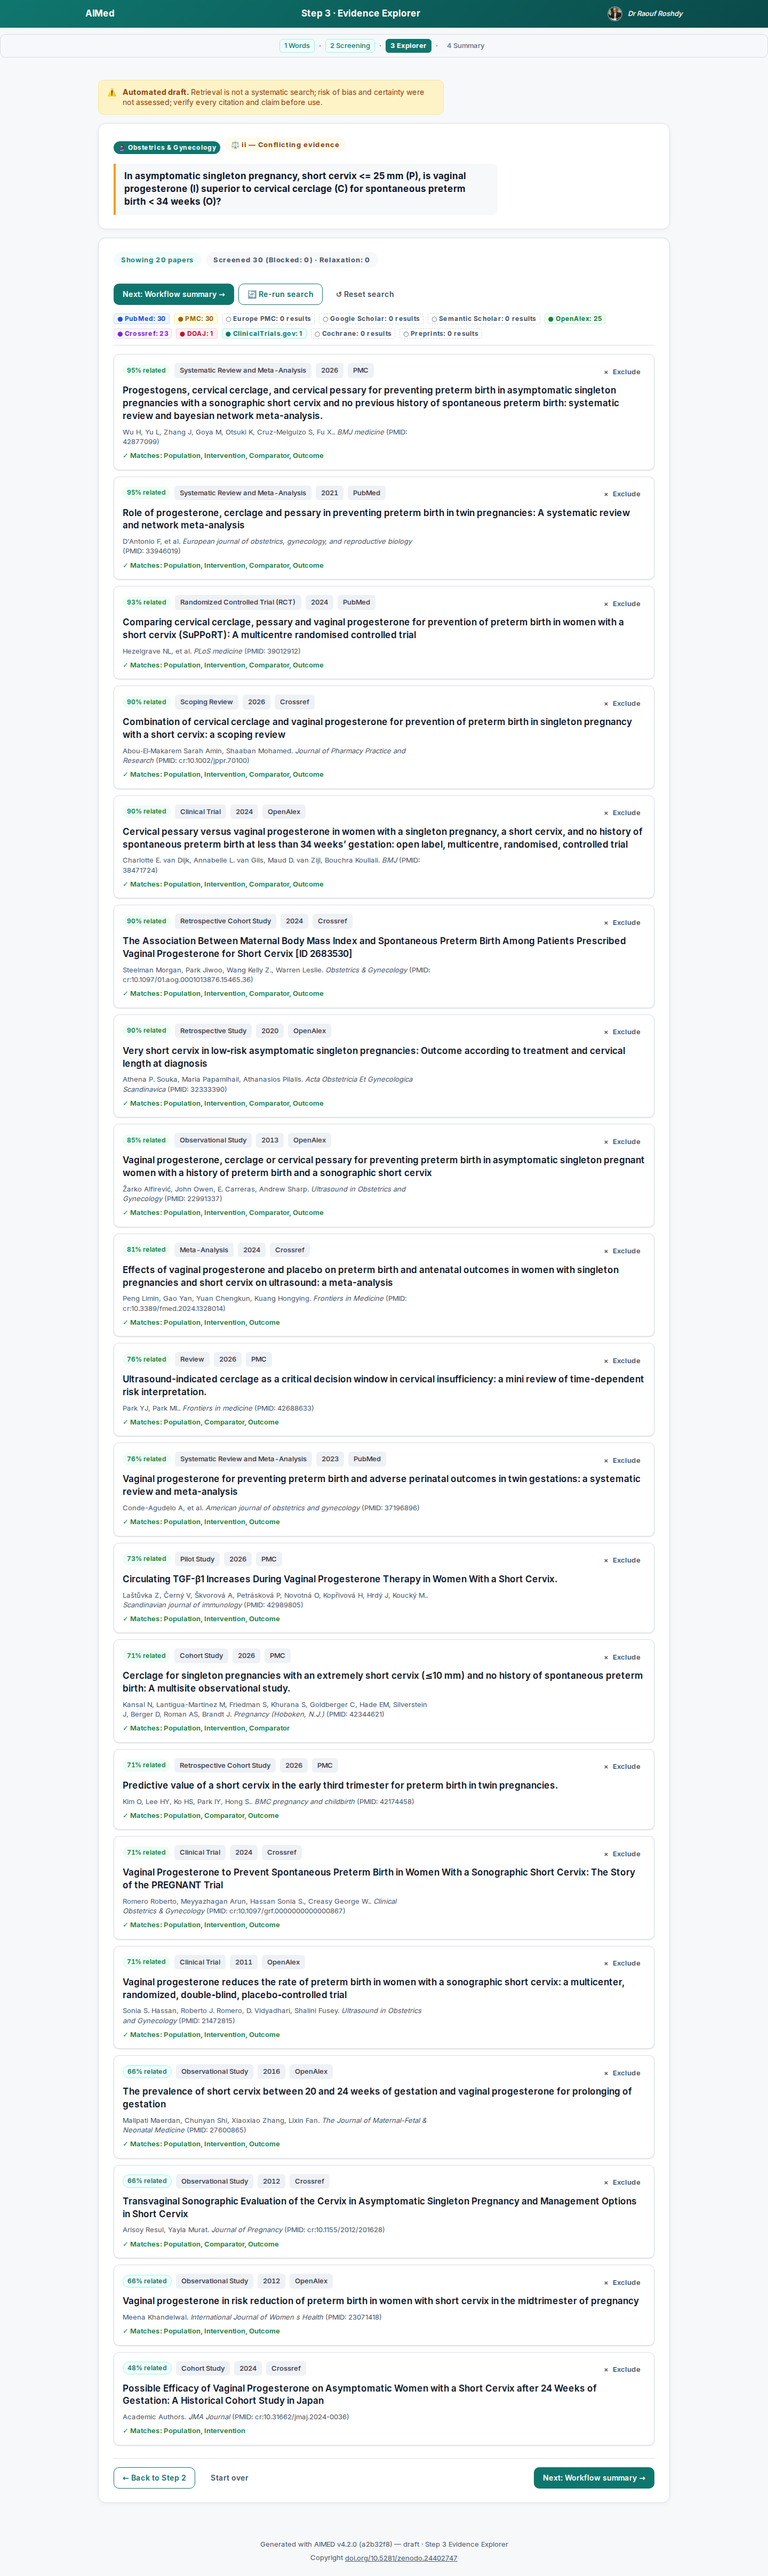 AIMed
Step 3 · Evidence Explorer
Dr Raouf Roshdy
1 Words · 2 Screening · 3 Explorer · 4 Summary
⚠️ Automated draft. Retrieval is not a systematic search; risk of bias and certainty were
not assessed; verify every citation and claim before use.
Obstetrics & Gynecology
⚖️ ii — Conflicting evidence
In asymptomatic singleton pregnancy, short cervix <= 25 mm (P), is vaginal
progesterone (I) superior to cervical cerclage (C) for spontaneous preterm
birth < 34 weeks (O)?
Showing 20 papers
Screened 30 (Blocked: 0) · Relaxation: 0
Next: Workflow summary →
🔄 Re-run search
↺ Reset search
PubMed: 30
PMC: 30
Europe PMC: 0 results
Google Scholar: 0 results
Semantic Scholar: 0 results
OpenAlex: 25
Crossref: 23
DOAJ: 1
ClinicalTrials.gov: 1
Cochrane: 0 results
Preprints: 0 results
95% related Systematic Review and Meta-Analysis 2026 PMC × Exclude
Progestogens, cervical cerclage, and cervical pessary for preventing preterm birth in asymptomatic singleton
pregnancies with a sonographic short cervix and no previous history of spontaneous preterm birth: systematic
review and bayesian network meta-analysis.
Wu H, Yu L, Zhang J, Goya M, Otsuki K, Cruz-Melguizo S, Fu X.. BMJ medicine (PMID:
42877099)
✓ Matches: Population, Intervention, Comparator, Outcome
95% related Systematic Review and Meta-Analysis 2021 PubMed × Exclude
Role of progesterone, cerclage and pessary in preventing preterm birth in twin pregnancies: A systematic review
and network meta-analysis
D'Antonio F, et al. European journal of obstetrics, gynecology, and reproductive biology
(PMID: 33946019)
✓ Matches: Population, Intervention, Comparator, Outcome
93% related Randomized Controlled Trial (RCT) 2024 PubMed × Exclude
Comparing cervical cerclage, pessary and vaginal progesterone for prevention of preterm birth in women with a
short cervix (SuPPoRT): A multicentre randomised controlled trial
Hezelgrave NL, et al. PLoS medicine (PMID: 39012912)
✓ Matches: Population, Intervention, Comparator, Outcome
90% related Scoping Review 2026 Crossref × Exclude
Combination of cervical cerclage and vaginal progesterone for prevention of preterm birth in singleton pregnancy
with a short cervix: a scoping review
Abou-El-Makarem Sarah Amin, Shaaban Mohamed. Journal of Pharmacy Practice and
Research (PMID: cr:10.1002/jppr.70100)
✓ Matches: Population, Intervention, Comparator, Outcome
90% related Clinical Trial 2024 OpenAlex × Exclude
Cervical pessary versus vaginal progesterone in women with a singleton pregnancy, a short cervix, and no history of
spontaneous preterm birth at less than 34 weeks' gestation: open label, multicentre, randomised, controlled trial
Charlotte E. van Dijk, Annabelle L. van Gils, Maud D. van Zijl, Bouchra Koullali. BMJ (PMID:
38471724)
✓ Matches: Population, Intervention, Comparator, Outcome
90% related Retrospective Cohort Study 2024 Crossref × Exclude
The Association Between Maternal Body Mass Index and Spontaneous Preterm Birth Among Patients Prescribed
Vaginal Progesterone for Short Cervix [ID 2683530]
Steelman Morgan, Park Jiwoo, Wang Kelly Z., Warren Leslie. Obstetrics & Gynecology (PMID:
cr:10.1097/01.aog.0001013876.15465.36)
✓ Matches: Population, Intervention, Comparator, Outcome
90% related Retrospective Study 2020 OpenAlex × Exclude
Very short cervix in low-risk asymptomatic singleton pregnancies: Outcome according to treatment and cervical
length at diagnosis
Athena P. Souka, Maria Papamihail, Athanasios Pilalis. Acta Obstetricia Et Gynecologica
Scandinavica (PMID: 32333390)
✓ Matches: Population, Intervention, Comparator, Outcome
85% related Observational Study 2013 OpenAlex × Exclude
Vaginal progesterone, cerclage or cervical pessary for preventing preterm birth in asymptomatic singleton pregnant
women with a history of preterm birth and a sonographic short cervix
Žarko Alfirević, John Owen, E. Carreras, Andrew Sharp. Ultrasound in Obstetrics and
Gynecology (PMID: 22991337)
✓ Matches: Population, Intervention, Comparator, Outcome
81% related Meta-Analysis 2024 Crossref × Exclude
Effects of vaginal progesterone and placebo on preterm birth and antenatal outcomes in women with singleton
pregnancies and short cervix on ultrasound: a meta-analysis
Peng Limin, Gao Yan, Yuan Chengkun, Kuang Hongying. Frontiers in Medicine (PMID:
cr:10.3389/fmed.2024.1328014)
✓ Matches: Population, Intervention, Outcome
76% related Review 2026 PMC × Exclude
Ultrasound-indicated cerclage as a critical decision window in cervical insufficiency: a mini review of time-dependent
risk interpretation.
Park YJ, Park MI.. Frontiers in medicine (PMID: 42688633)
✓ Matches: Population, Comparator, Outcome
76% related Systematic Review and Meta-Analysis 2023 PubMed × Exclude
Vaginal progesterone for preventing preterm birth and adverse perinatal outcomes in twin gestations: a systematic
review and meta-analysis
Conde-Agudelo A, et al. American journal of obstetrics and gynecology (PMID: 37196896)
✓ Matches: Population, Intervention, Outcome
73% related Pilot Study 2026 PMC × Exclude
Circulating TGF-β1 Increases During Vaginal Progesterone Therapy in Women With a Short Cervix.
Laštůvka Z, Černý V, Škvorová A, Petrásková P, Novotná O, Kopřivová H, Hrdý J, Koucký M..
Scandinavian journal of immunology (PMID: 42989805)
✓ Matches: Population, Intervention, Outcome
71% related Cohort Study 2026 PMC × Exclude
Cerclage for singleton pregnancies with an extremely short cervix (≤10 mm) and no history of spontaneous preterm
birth: A multisite observational study.
Kansal N, Lantigua-Martinez M, Friedman S, Khurana S, Goldberger C, Hade EM, Silverstein
J, Berger D, Roman AS, Brandt J. Pregnancy (Hoboken, N.J.) (PMID: 42344621)
✓ Matches: Population, Intervention, Comparator
71% related Retrospective Cohort Study 2026 PMC × Exclude
Predictive value of a short cervix in the early third trimester for preterm birth in twin pregnancies.
Kim O, Lee HY, Ko HS, Park IY, Hong S.. BMC pregnancy and childbirth (PMID: 42174458)
✓ Matches: Population, Comparator, Outcome
71% related Clinical Trial 2024 Crossref × Exclude
Vaginal Progesterone to Prevent Spontaneous Preterm Birth in Women With a Sonographic Short Cervix: The Story
of the PREGNANT Trial
Romero Roberto, Meyyazhagan Arun, Hassan Sonia S., Creasy George W.. Clinical
Obstetrics & Gynecology (PMID: cr:10.1097/grf.0000000000000867)
✓ Matches: Population, Intervention, Outcome
71% related Clinical Trial 2011 OpenAlex × Exclude
Vaginal progesterone reduces the rate of preterm birth in women with a sonographic short cervix: a multicenter,
randomized, double-blind, placebo-controlled trial
Sonia S. Hassan, Roberto J. Romero, D. Vidyadhari, Shalini Fusey. Ultrasound in Obstetrics
and Gynecology (PMID: 21472815)
✓ Matches: Population, Intervention, Outcome
66% related Observational Study 2016 OpenAlex × Exclude
The prevalence of short cervix between 20 and 24 weeks of gestation and vaginal progesterone for prolonging of
gestation
Malipati Maerdan, Chunyan Shi, Xiaoxiao Zhang, Lixin Fan. The Journal of Maternal-Fetal &
Neonatal Medicine (PMID: 27600865)
✓ Matches: Population, Intervention, Outcome
66% related Observational Study 2012 Crossref × Exclude
Transvaginal Sonographic Evaluation of the Cervix in Asymptomatic Singleton Pregnancy and Management Options
in Short Cervix
Arisoy Resul, Yayla Murat. Journal of Pregnancy (PMID: cr:10.1155/2012/201628)
✓ Matches: Population, Comparator, Outcome
66% related Observational Study 2012 OpenAlex × Exclude
Vaginal progesterone in risk reduction of preterm birth in women with short cervix in the midtrimester of pregnancy
Meena Khandelwal. International Journal of Women s Health (PMID: 23071418)
✓ Matches: Population, Intervention, Outcome
48% related Cohort Study 2024 Crossref × Exclude
Possible Efficacy of Vaginal Progesterone on Asymptomatic Women with a Short Cervix after 24 Weeks of
Gestation: A Historical Cohort Study in Japan
Academic Authors. JMA Journal (PMID: cr:10.31662/jmaj.2024-0036)
✓ Matches: Population, Intervention
← Back to Step 2
Start over
Next: Workflow summary →
Generated with AIMED v4.2.0 (a2b32f8) — draft · Step 3 Evidence Explorer
Copyright doi.org/10.5281/zenodo.24402747